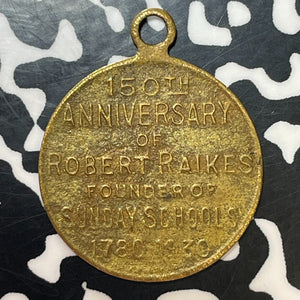 150TH
ANNIVERSARY
OF
ROBERT RAIKES
FOUNDER OF
SUNDAY SCHOOLS
1780 1930